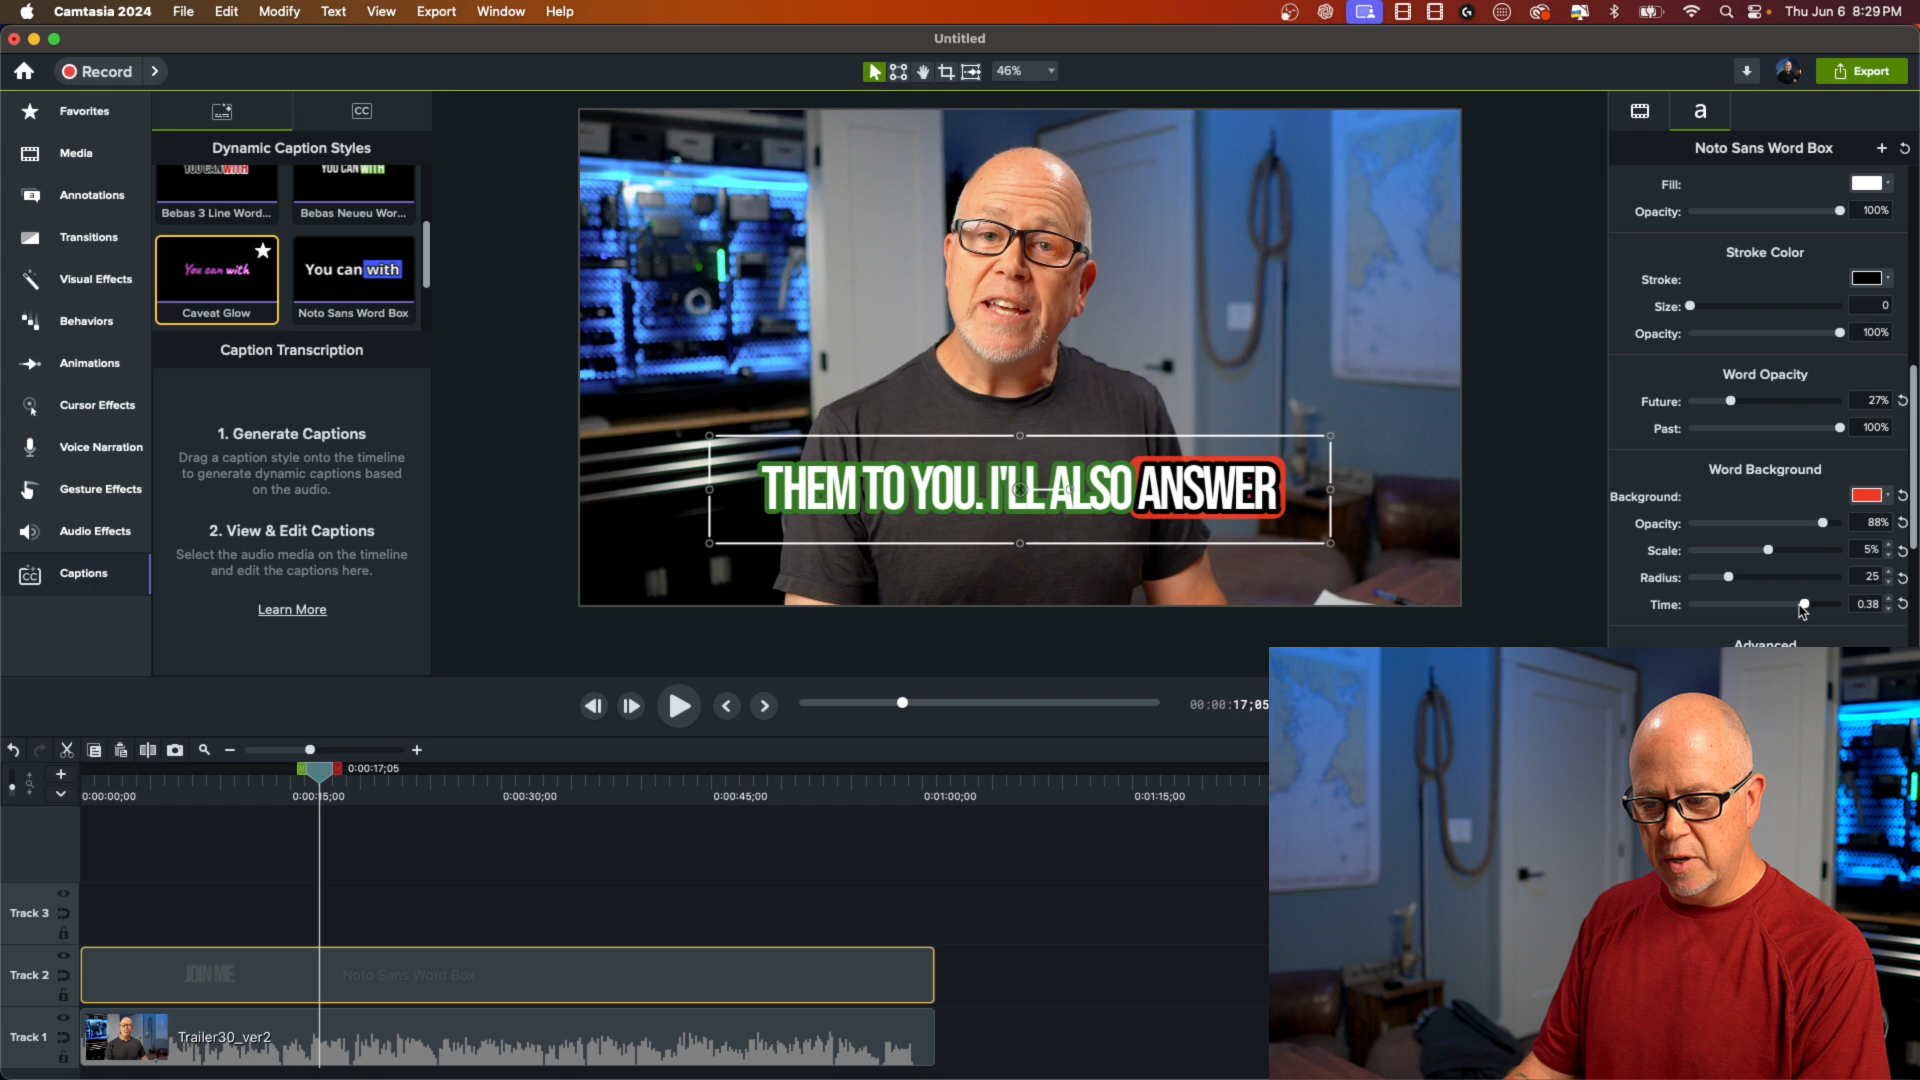 Camtasia 2024 File Edit Modify Text View Export Window Help
Thu Jun 6 8:29 PM
Untitled
Record
46%
Export
Favorites
Media
Annotations
Transitions
Visual Effects
Behaviors
Animations
Cursor Effects
Voice Narration
Gesture Effects
Audio Effects
CC
Captions
CC
Dynamic Caption Styles
YOU CAN WITH
YOU CAN WITH
Bebas 3 Line Word...
Bebas Neueu Wor...
You can with
You can with
Caveat Glow
Noto Sans Word Box
Caption Transcription
1. Generate Captions
Drag a caption style onto the timeline
to generate dynamic captions based
on the audio.
2. View & Edit Captions
Select the audio media on the timeline
and edit the captions here.
Learn More
THEM TO YOU. I'LL ALSO ANSWER
a
Noto Sans Word Box
Fill:
Opacity: 100%
Stroke Color
Stroke:
Size: 0
Opacity: 100%
Word Opacity
Future: 27%
Past: 100%
Word Background
Background:
Opacity: 88%
Scale: 5%
Radius: 25
Time: 0.38
Advanced
00:00:17;05
0:00:17;05
0:00:00;00
0:00:15;00
0:00:30;00
0:00:45;00
0:01:00;00
0:01:15;00
Track 3
Track 2
JOIN ME
Noto Sans Word Box
Track 1
Trailer30_ver2